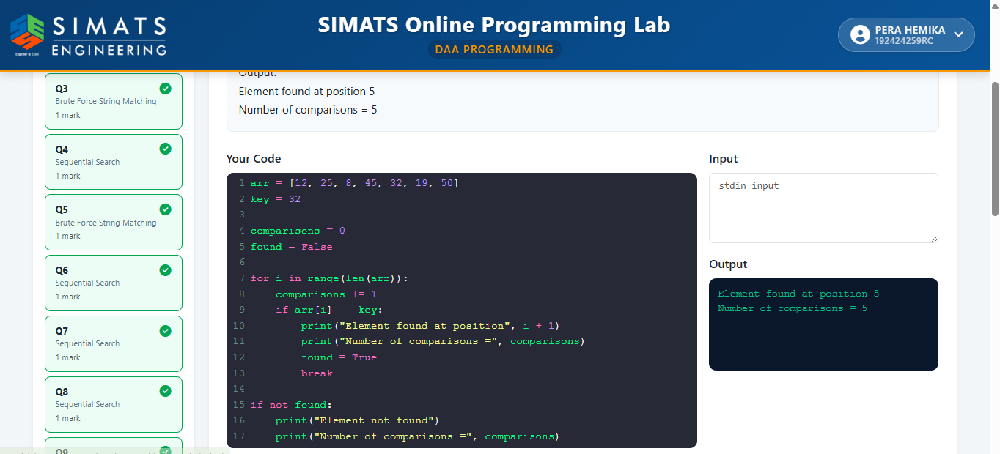 SIMATS
ENGINEERING
Engineer to Excel
SIMATS Online Programming Lab
DAA PROGRAMMING
PERA HEMIKA
192424259RC
Q3
Brute Force String Matching
1 mark
Q4
Sequential Search
1 mark
Q5
Brute Force String Matching
1 mark
Q6
Sequential Search
1 mark
Q7
Sequential Search
1 mark
Q8
Sequential Search
1 mark
Q9
Output:
Element found at position 5
Number of comparisons = 5
Your Code
1 arr = [12, 25, 8, 45, 32, 19, 50]
2 key = 32
3
4 comparisons = 0
5 found = False
6
7 for i in range(len(arr)):
8     comparisons += 1
9     if arr[i] == key:
10         print("Element found at position", i + 1)
11         print("Number of comparisons =", comparisons)
12         found = True
13         break
14
15 if not found:
16     print("Element not found")
17     print("Number of comparisons =", comparisons)
Input
stdin input
Output
Element found at position 5
Number of comparisons = 5